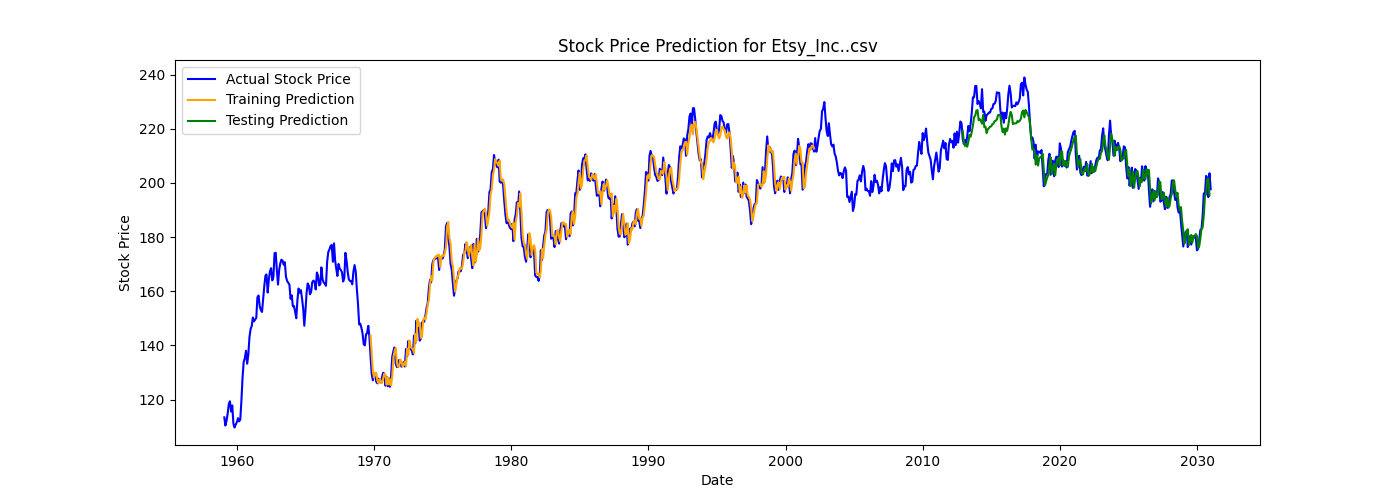 Stock Price Prediction for Etsy_Inc..csv
Actual Stock Price
Training Prediction
Testing Prediction
240
220
200
180
160
140
120
Stock Price
1960 1970 1980 1990 2000 2010 2020 2030
Date